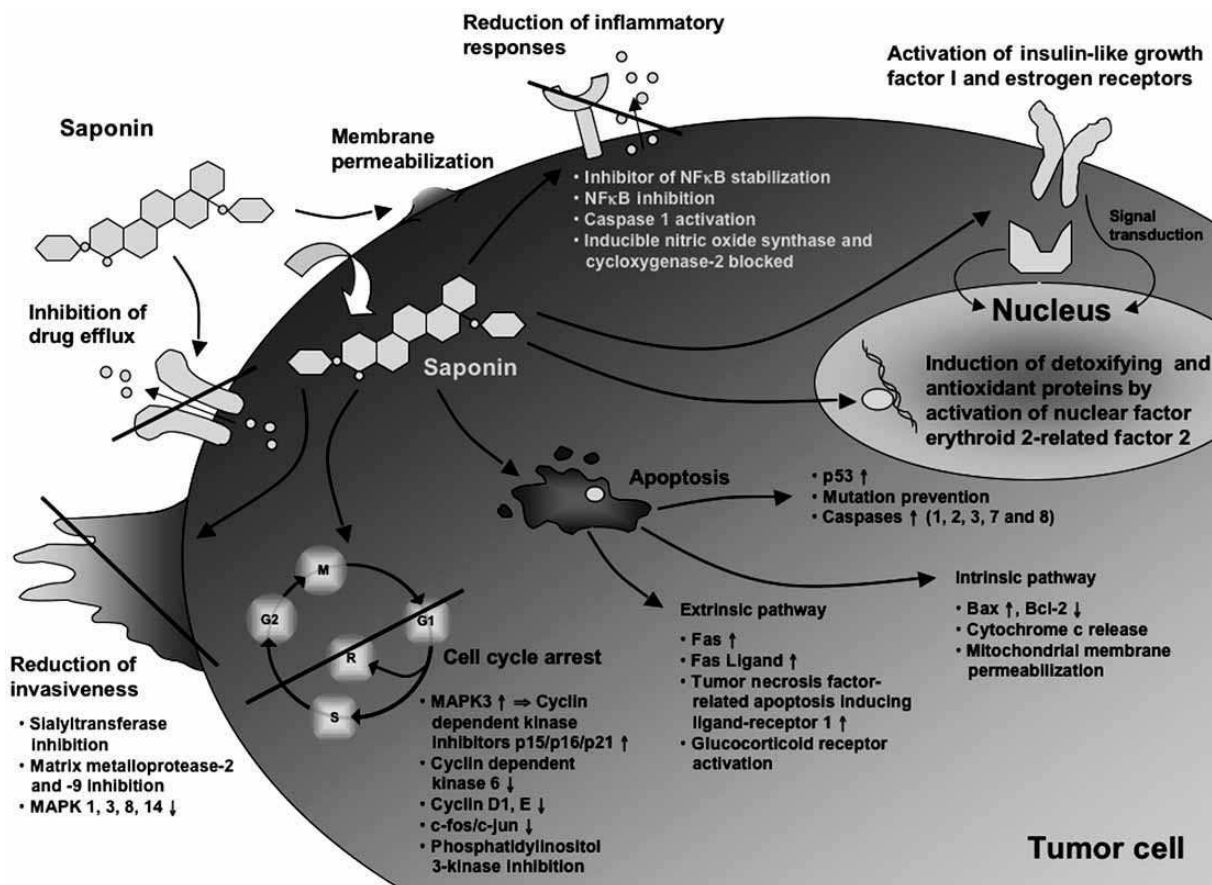 Reduction of inflammatory
responses
Activation of insulin-like growth
factor I and estrogen receptors
Saponin
Membrane
permeabilization
• Inhibitor of NFκB stabilization
• NFκB inhibition
• Caspase 1 activation
• Inducible nitric oxide synthase and
cycloxygenase-2 blocked
Signal
transduction
Inhibition of
drug efflux
Saponin
Nucleus
Induction of detoxifying and
antioxidant proteins by
activation of nuclear factor
erythroid 2-related factor 2
Apoptosis
• p53 ↑
• Mutation prevention
• Caspases ↑ (1, 2, 3, 7 and 8)
Intrinsic pathway
• Bax ↑, Bcl-2 ↓
• Cytochrome c release
• Mitochondrial membrane
permeabilization
Extrinsic pathway
• Fas ↑
• Fas Ligand ↑
• Tumor necrosis factor-
related apoptosis inducing
ligand-receptor 1 ↑
• Glucocorticoid receptor
activation
M
G2
G1
R
S
Cell cycle arrest
• MAPK3 ↑ ⇒ Cyclin
dependent kinase
inhibitors p15/p16/p21 ↑
• Cyclin dependent
kinase 6 ↓
• Cyclin D1, E ↓
• c-fos/c-jun ↓
• Phosphatidylinositol
3-kinase inhibition
Reduction of
invasiveness
• Sialyltransferase
inhibition
• Matrix metalloprotease-2
and -9 inhibition
• MAPK 1, 3, 8, 14 ↓
Tumor cell